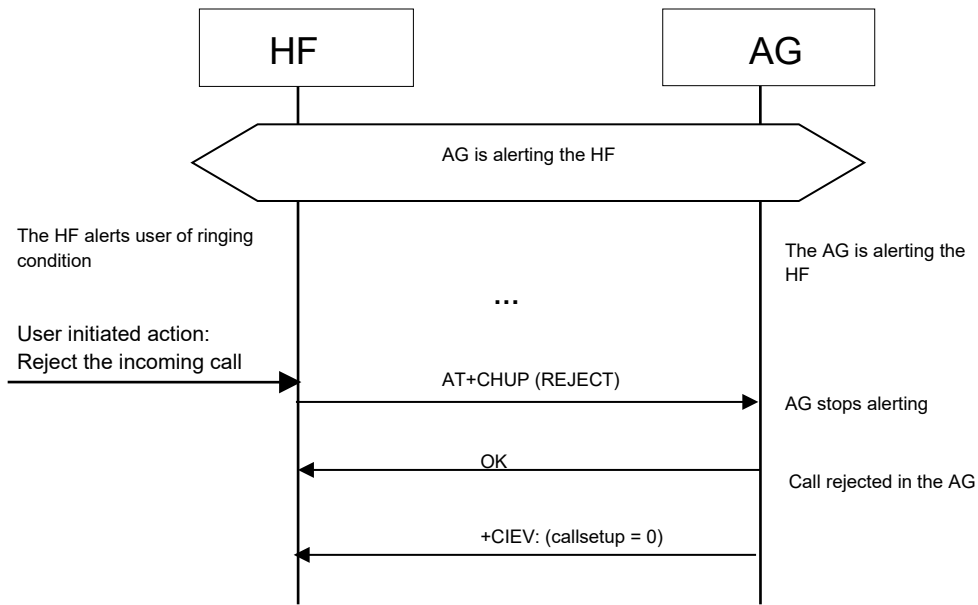 HF
AG
AG is alerting the HF
The HF alerts user of ringing
condition
The AG is alerting the
HF
...
User initiated action:
Reject the incoming call
AT+CHUP (REJECT)
AG stops alerting
OK
Call rejected in the AG
+CIEV: (callsetup = 0)